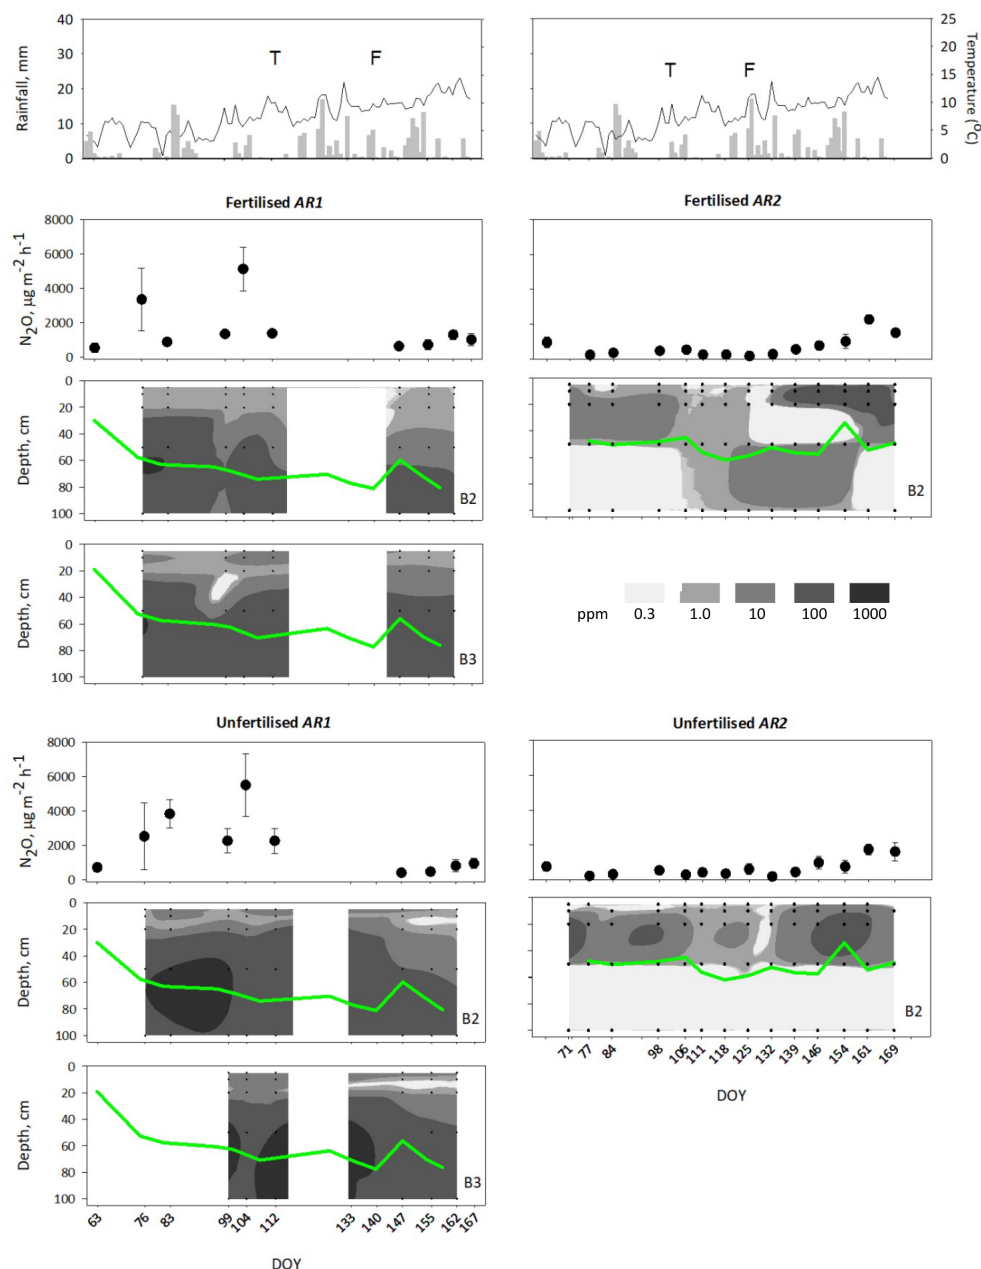 40
30
20
10
0
Rainfall, mm
T
F
T
F
25
20
15
10
5
0
Temperature (°C)
Fertilised AR1
8000
6000
4000
2000
0
N2O, µg m-2 h-1
Fertilised AR2
0
20
40
60
80
100
Depth, cm
B2
B2
0
20
40
60
80
100
Depth, cm
B3
ppm 0.3 1.0 10 100 1000
Unfertilised AR1
8000
6000
4000
2000
0
N2O, µg m-2 h-1
Unfertilised AR2
0
20
40
60
80
100
Depth, cm
B2
B2
71 77 84 98 106 111 118 125 132 139 146 154 161 169
DOY
0
20
40
60
80
100
Depth, cm
B3
63 76 83 99 104 112 133 140 147 155 162 167
DOY